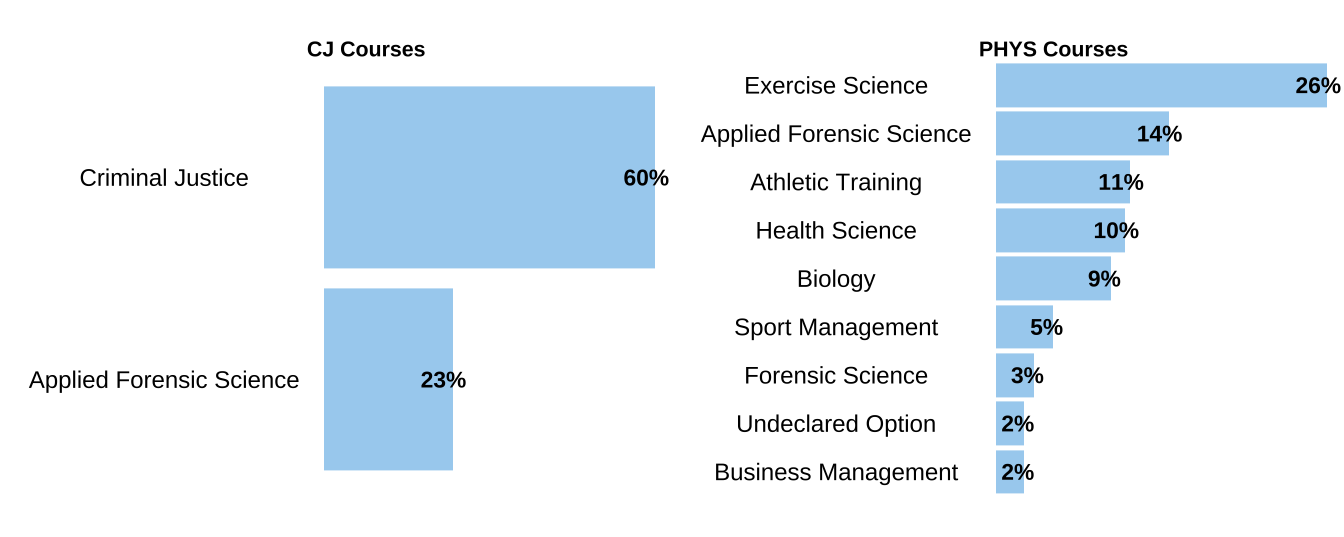 CJ Courses
Criminal Justice 60%
Applied Forensic Science 23%
PHYS Courses
Exercise Science 26%
Applied Forensic Science 14%
Athletic Training 11%
Health Science 10%
Biology 9%
Sport Management 5%
Forensic Science 3%
Undeclared Option 2%
Business Management 2%